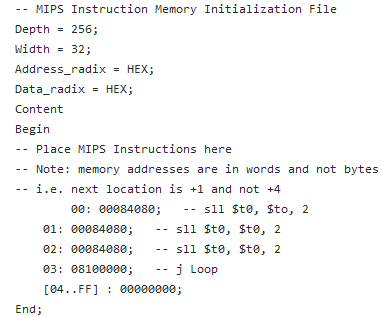 -- MIPS Instruction Memory Initialization File
Depth = 256;
Width = 32;
Address_radix = HEX;
Data_radix = HEX;
Content
Begin
-- Place MIPS Instructions here
-- Note: memory addresses are in words and not bytes
-- i.e. next location is +1 and not +4
00: 00084080; -- sll $t0, $to, 2
01: 00084080; -- sll $t0, $t0, 2
02: 00084080; -- sll $t0, $t0, 2
03: 08100000; -- j Loop
[04..FF] : 00000000;
End;